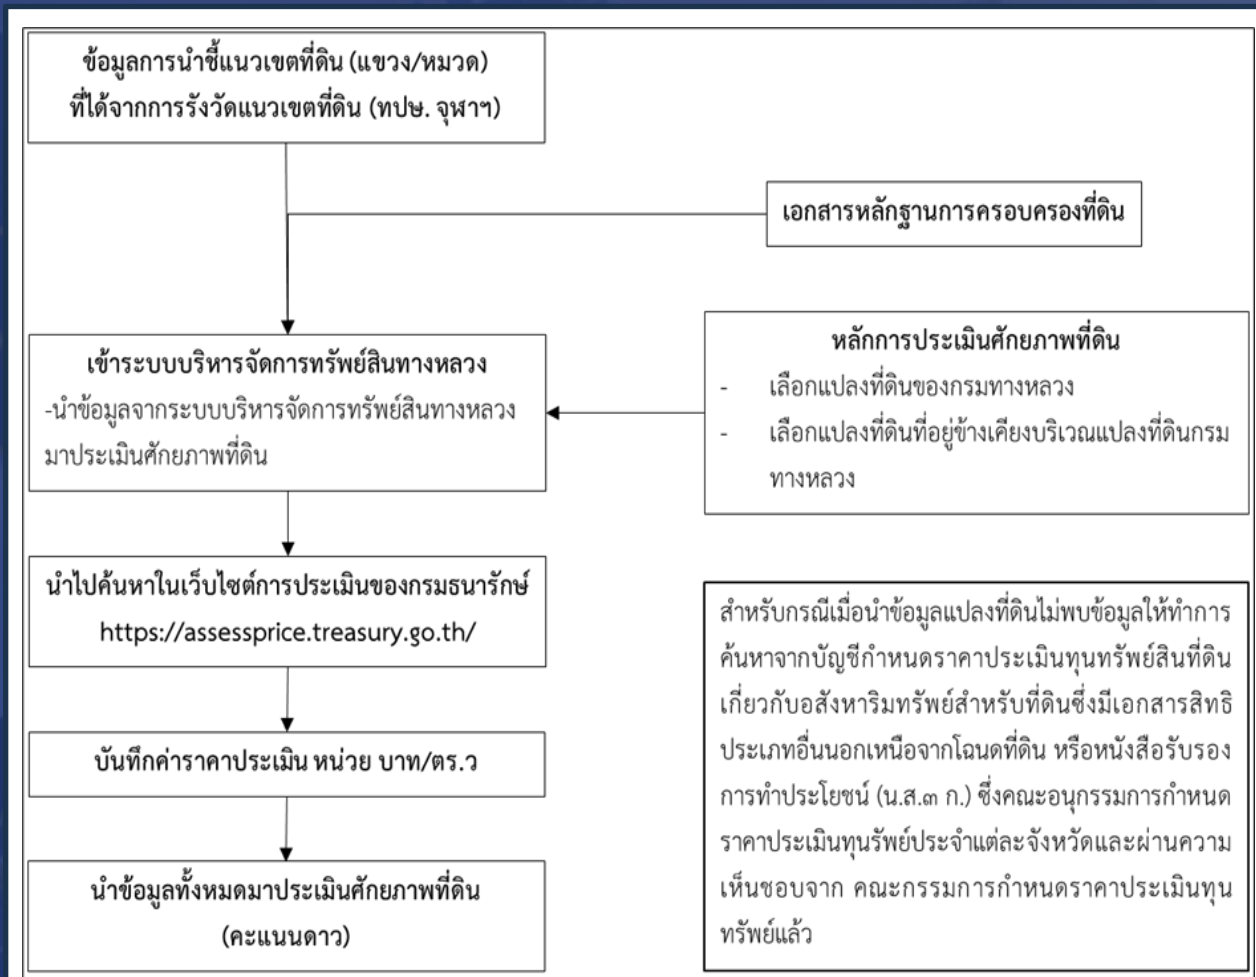 ข้อมูลการนำชี้แนวเขตที่ดิน (แขวง/หมวด)
ที่ได้จากการรังวัดแนวเขตที่ดิน (ทปษ. จุฬาฯ)
เอกสารหลักฐานการครอบครองที่ดิน
เข้าระบบบริหารจัดการทรัพย์สินทางหลวง
-นำข้อมูลจากระบบบริหารจัดการทรัพย์สินทางหลวง
มาประเมินศักยภาพที่ดิน
หลักการประเมินศักยภาพที่ดิน
- เลือกแปลงที่ดินของกรมทางหลวง
- เลือกแปลงที่ดินที่อยู่ข้างเคียงบริเวณแปลงที่ดินกรม
ทางหลวง
นำไปค้นหาในเว็บไซต์การประเมินของกรมธนารักษ์
https://assessprice.treasury.go.th/
บันทึกค่าราคาประเมิน หน่วย บาท/ตร.ว
นำข้อมูลทั้งหมดมาประเมินศักยภาพที่ดิน
(คะแนนดาว)
สำหรับกรณีเมื่อนำข้อมูลแปลงที่ดินไม่พบข้อมูลให้ทำการ
ค้นหาจากบัญชีกำหนดราคาประเมินทุนทรัพย์สินที่ดิน
เกี่ยวกับอสังหาริมทรัพย์สำหรับที่ดินซึ่งมีเอกสารสิทธิ
ประเภทอื่นนอกเหนือจากโฉนดที่ดิน หรือหนังสือรับรอง
การทำประโยชน์ (น.ส.๓ ก.) ซึ่งคณะอนุกรรมการกำหนด
ราคาประเมินทุนรัพย์ประจำแต่ละจังหวัดและผ่านความ
เห็นชอบจาก คณะกรรมการกำหนดราคาประเมินทุน
ทรัพย์แล้ว